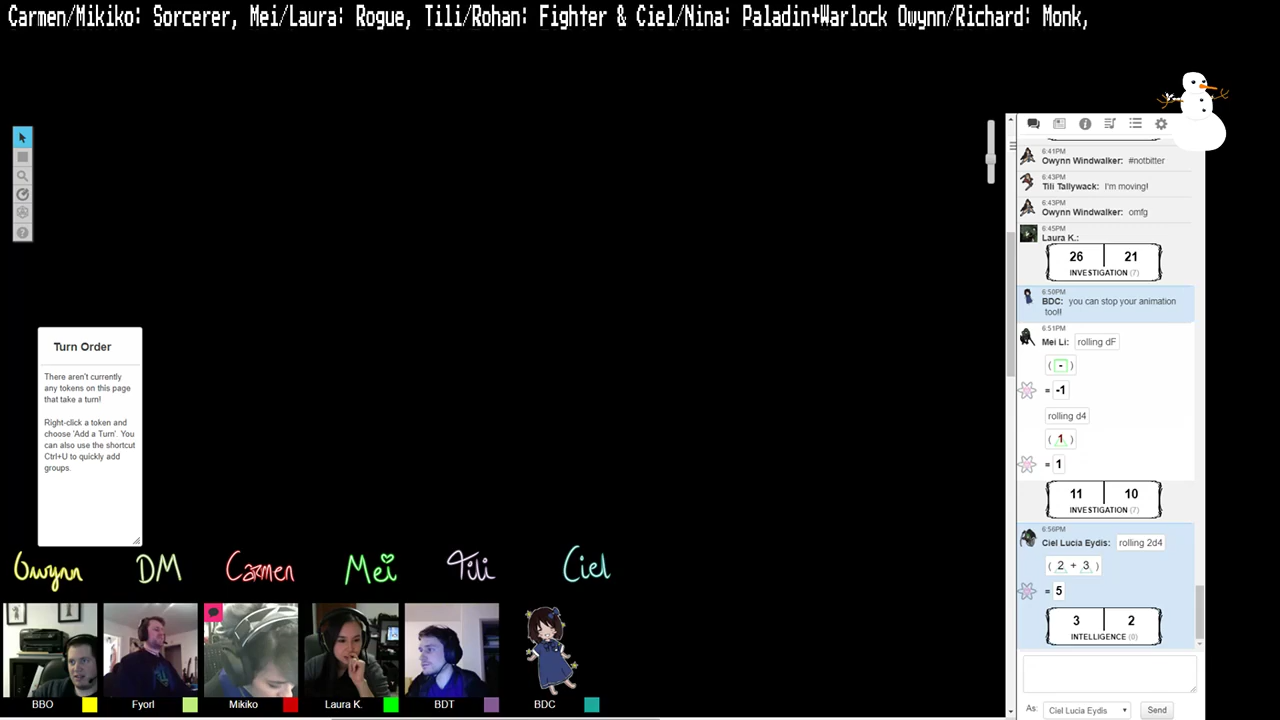 Carmen/Mikiko: Sorcerer, Mei/Laura: Rogue, Tili/Rohan: Fighter & Ciel/Nina: Paladin+Warlock Owynn/Richard: Monk,
6:41PM
Owynn Windwalker: #notbitter
6:43PM
Tili Tallywack: I'm moving!
6:43PM
Owynn Windwalker: omfg
6:45PM
Laura K.:
26 21
INVESTIGATION (7)
6:50PM
BDC: you can stop your animation
too!!
6:51PM
Mei Li: rolling dF
( - )
= -1
rolling d4
( 1 )
= 1
11 10
INVESTIGATION (7)
6:56PM
Ciel Lucia Eydis: rolling 2d4
( 2 + 3 )
= 5
3 2
INTELLIGENCE (0)
As: Ciel Lucia Eydis Send
Turn Order
There aren't currently
any tokens on this page
that take a turn!
Right-click a token and
choose 'Add a Turn'. You
can also use the shortcut
Ctrl+U to quickly add
groups.
Owynn DM Carmen Mei Tili Ciel
BBO Fyorl Mikiko Laura K. BDT BDC